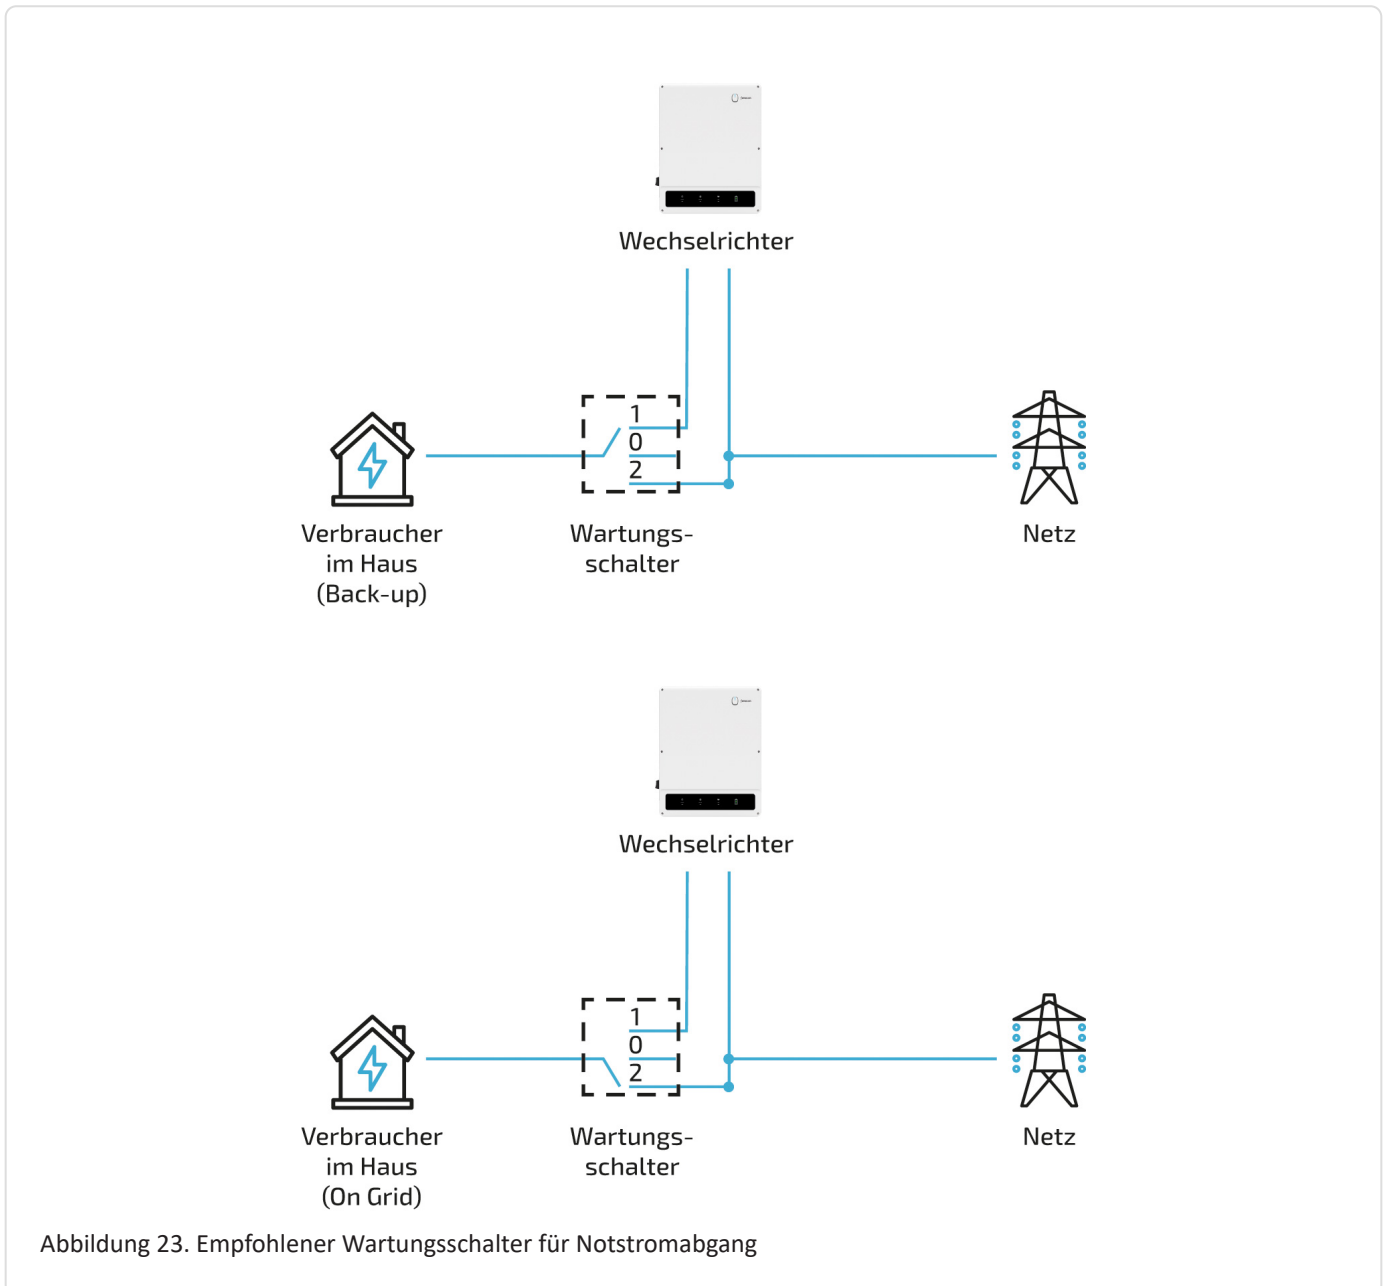 Wechselrichter
1
0
2
Verbraucher
im Haus
(Back-up)
Wartungs-
schalter
Netz
Wechselrichter
1
0
2
Verbraucher
im Haus
(On Grid)
Wartungs-
schalter
Netz
Abbildung 23. Empfohlener Wartungsschalter für Notstromabgang